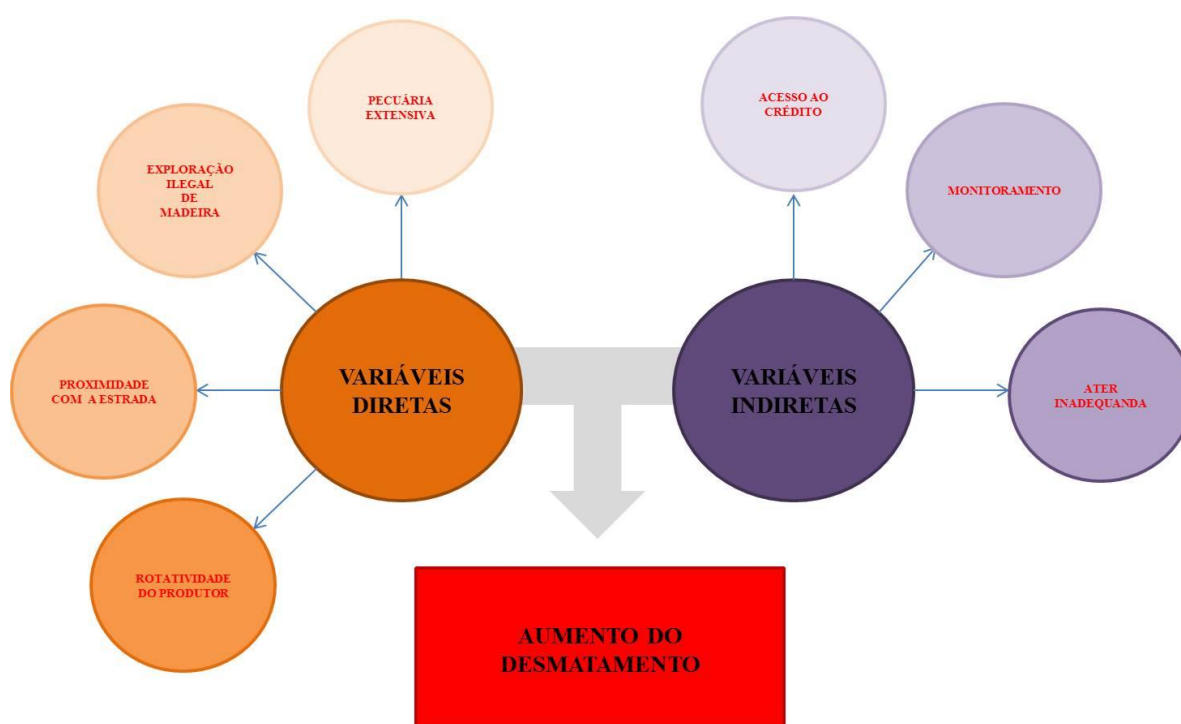 PECUÁRIA
EXTENSIVA
ACESSO AO
CRÉDITO
EXPLORAÇÃO
ILEGAL
DE
MADEIRA
MONITORAMENTO
PROXIMIDADE
COM A ESTRADA
VARIÁVEIS
DIRETAS
VARIÁVEIS
INDIRETAS
ATER
INADEQUANDA
ROTATIVIDADE
DO PRODUTOR
AUMENTO DO
DESMATAMENTO